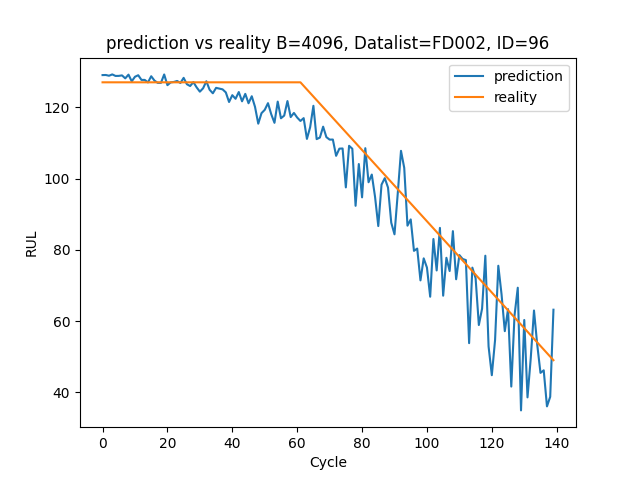 prediction vs reality B=4096, Datalist=FD002, ID=96
prediction
reality
RUL
120
100
80
60
40
0 20 40 60 80 100 120 140
Cycle